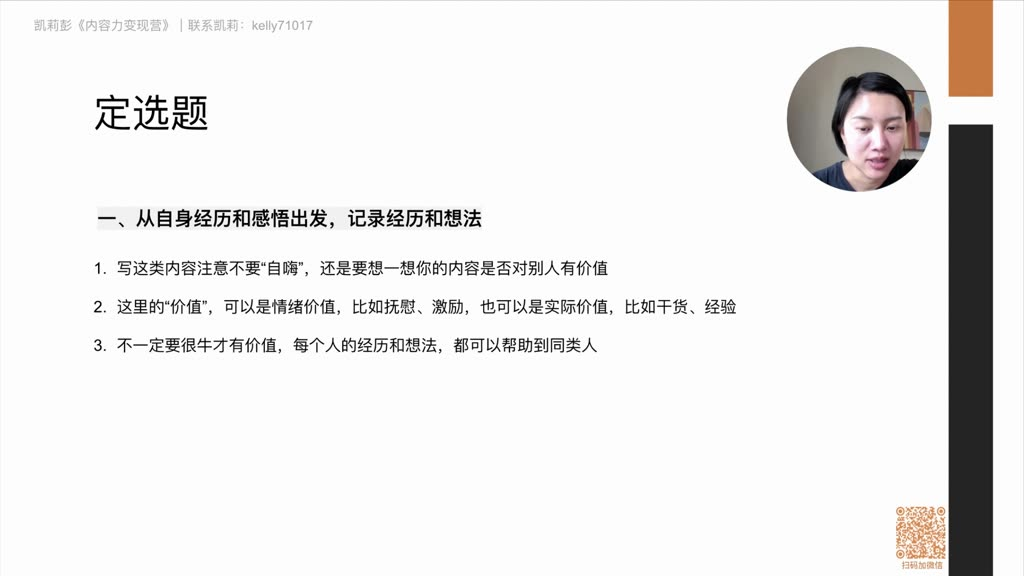 凯莉彭《内容力变现营》｜联系凯莉：kelly71017
定选题
一、从自身经历和感悟出发，记录经历和想法
1. 写这类内容注意不要“自嗨”，还是要想一想你的内容是否对别人有价值
2. 这里的“价值”，可以是情绪价值，比如抚慰、激励，也可以是实际价值，比如干货、经验
3. 不一定要很牛才有价值，每个人的经历和想法，都可以帮助到同类人
扫码加微信